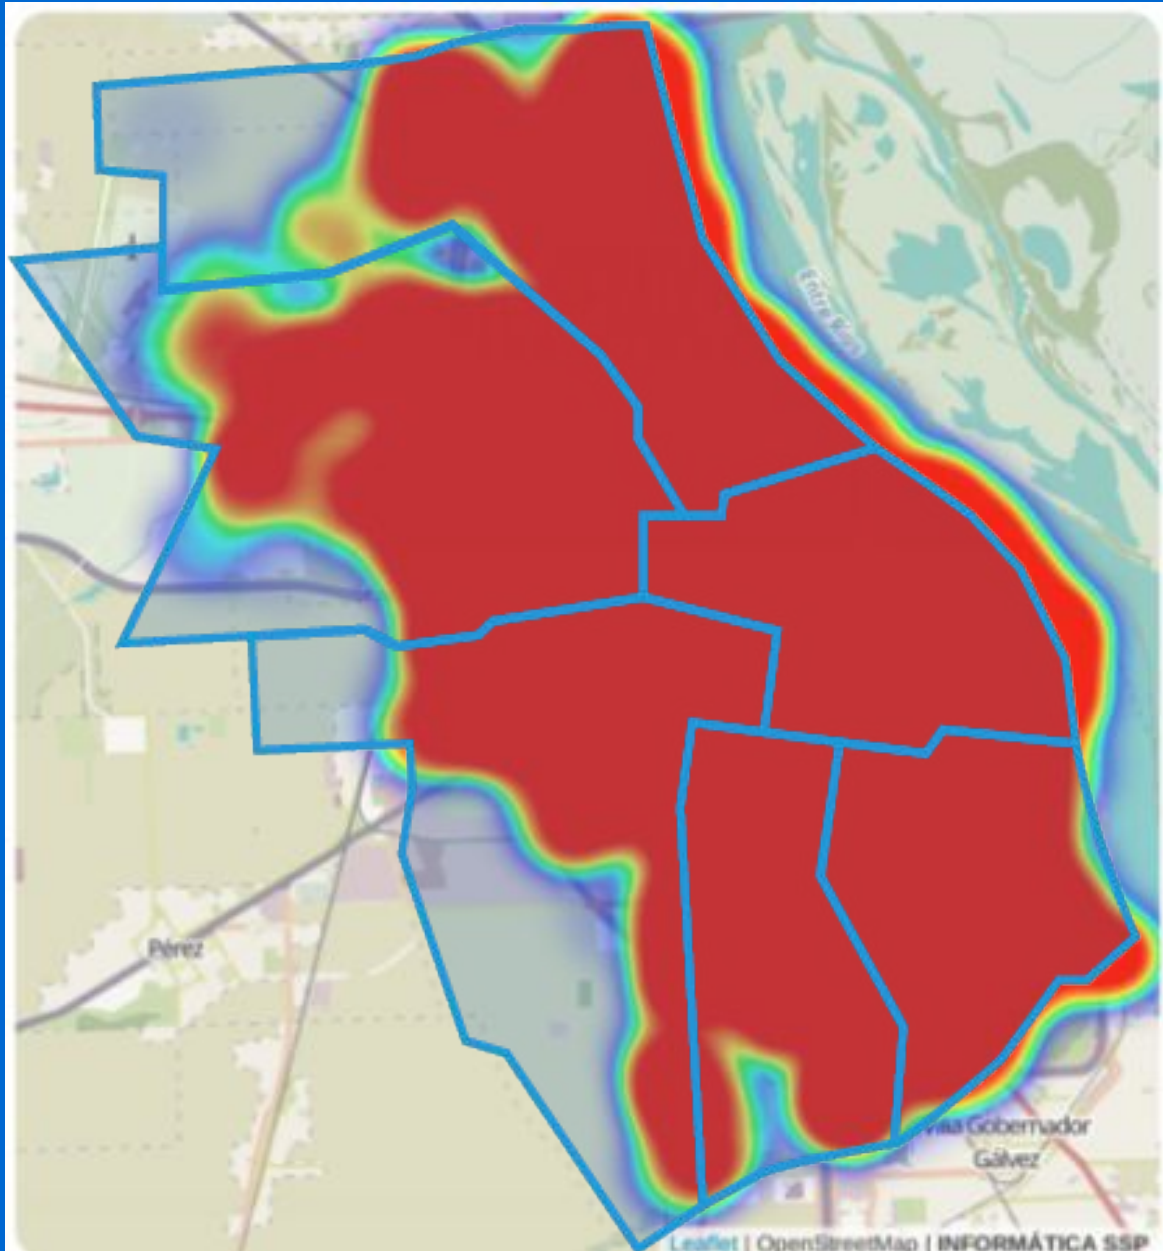 Entre Ríos
Pérez
Villa Gobernador
Gálvez
Leaflet | OpenStreetMap | INFORMÁTICA SSP